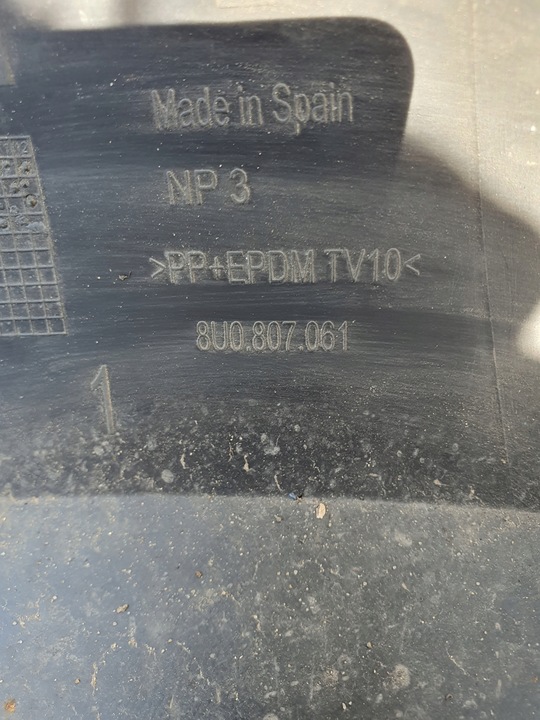 Made in Spain
NP 3
>PP+EPDM TV10<
8U0.807.061
1